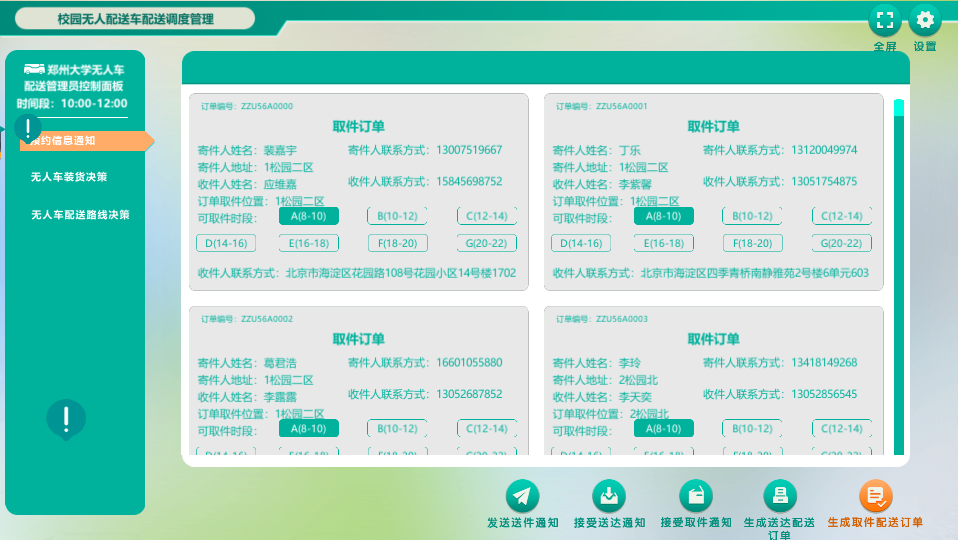 校园无人配送车配送调度管理
全屏
设置
郑州大学无人车
配送管理员控制面板
时间段：10:00-12:00
预约信息通知
无人车装货决策
无人车配送路线决策
订单编号：ZZU56A0000
取件订单
寄件人姓名：裴嘉宇
寄件人联系方式：13007519667
寄件人地址：1松园二区
收件人姓名：应维嘉
收件人联系方式：15845698752
订单取件位置：1松园二区
可取件时段：
A(8-10)
B(10-12)
C(12-14)
D(14-16)
E(16-18)
F(18-20)
G(20-22)
收件人联系方式：北京市海淀区花园路108号花园小区14号楼1702
订单编号：ZZU56A0001
取件订单
寄件人姓名：丁乐
寄件人联系方式：13120049974
寄件人地址：1松园二区
收件人姓名：李紫馨
收件人联系方式：13051754875
订单取件位置：1松园二区
可取件时段：
A(8-10)
B(10-12)
C(12-14)
D(14-16)
E(16-18)
F(18-20)
G(20-22)
收件人联系方式：北京市海淀区四季青桥南静雅苑2号楼6单元603
订单编号：ZZU56A0002
取件订单
寄件人姓名：葛君浩
寄件人联系方式：16601055880
寄件人地址：1松园二区
收件人姓名：李露露
收件人联系方式：13052687852
订单取件位置：1松园二区
可取件时段：
A(8-10)
B(10-12)
C(12-14)
D(14-16)
E(16-18)
F(18-20)
G(20-22)
订单编号：ZZU56A0003
取件订单
寄件人姓名：李玲
寄件人联系方式：13418149268
寄件人地址：2松园北
收件人姓名：李天奕
收件人联系方式：13052856545
订单取件位置：2松园北
可取件时段：
A(8-10)
B(10-12)
C(12-14)
D(14-16)
E(16-18)
F(18-20)
G(20-22)
发送送件通知
接受送达通知
接受取件通知
生成送达配送
订单
生成取件配送订单